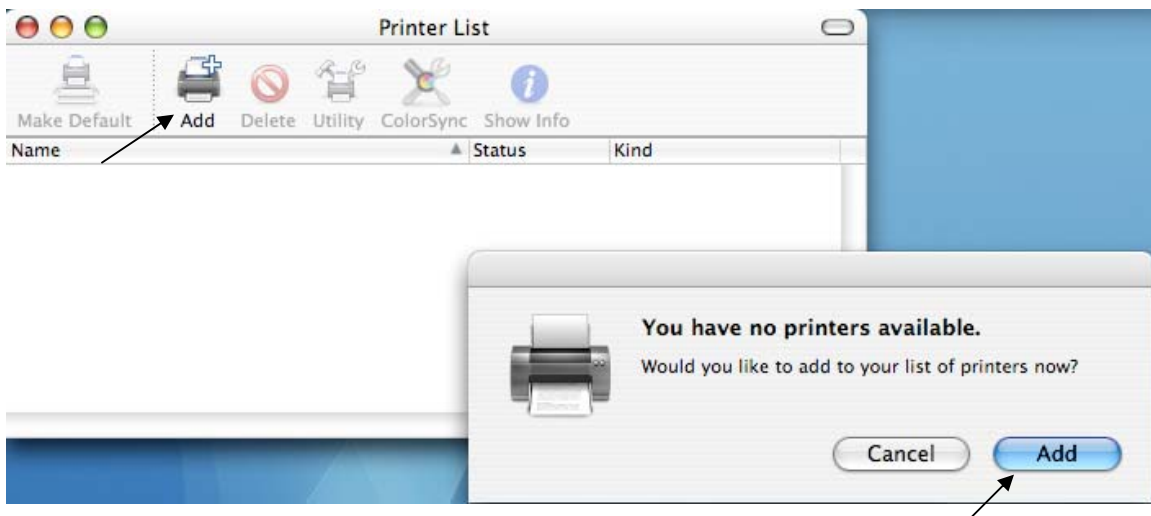 Printer List
Make Default Add Delete Utility ColorSync Show Info
Name Status Kind
You have no printers available.
Would you like to add to your list of printers now?
Cancel Add